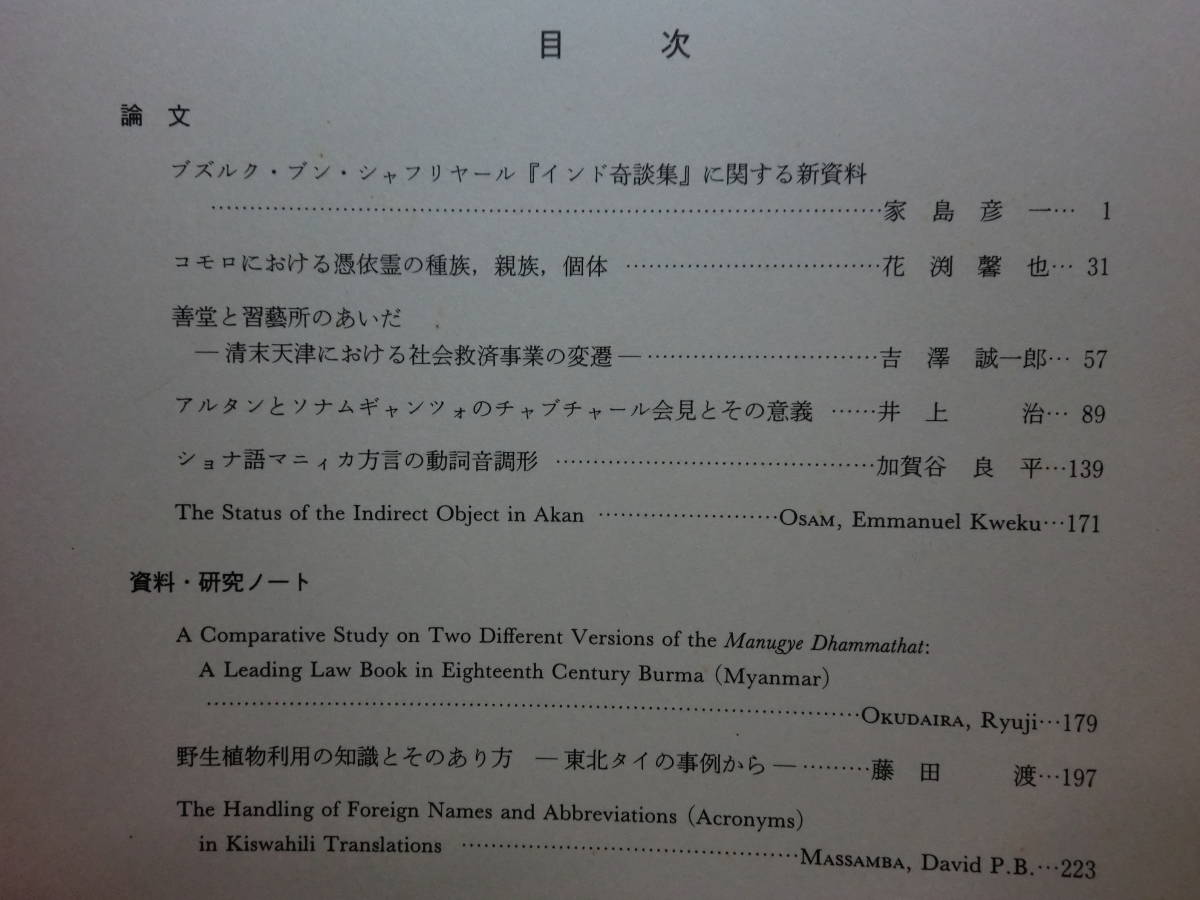 目 次
論 文
ブズルク・ブン・シャフリヤール『インド奇談集』に関する新資料
……………………………………………………………………家 島 彦 一… 1
コモロにおける憑依霊の種族，親族，個体 ……………………………花 渕 馨 也… 31
善堂と習藝所のあいだ
― 清末天津における社会救済事業の変遷 ― …………………………吉 澤 誠一郎… 57
アルタンとソナムギャンツォのチャブチャール会見とその意義 ……井 上 治… 89
ショナ語マニィカ方言の動詞音調形 ……………………………………加賀谷 良 平…139
The Status of the Indirect Object in Akan ……………………OSAM, Emmanuel Kweku…171
資料・研究ノート
A Comparative Study on Two Different Versions of the Manugye Dhammathat:
A Leading Law Book in Eighteenth Century Burma (Myanmar)
……………………………………………………………………OKUDAIRA, Ryuji…179
野生植物利用の知識とそのあり方 ― 東北タイの事例から ― ………藤 田 渡…197
The Handling of Foreign Names and Abbreviations (Acronyms)
in Kiswahili Translations ……………………………………MASSAMBA, David P.B.…223